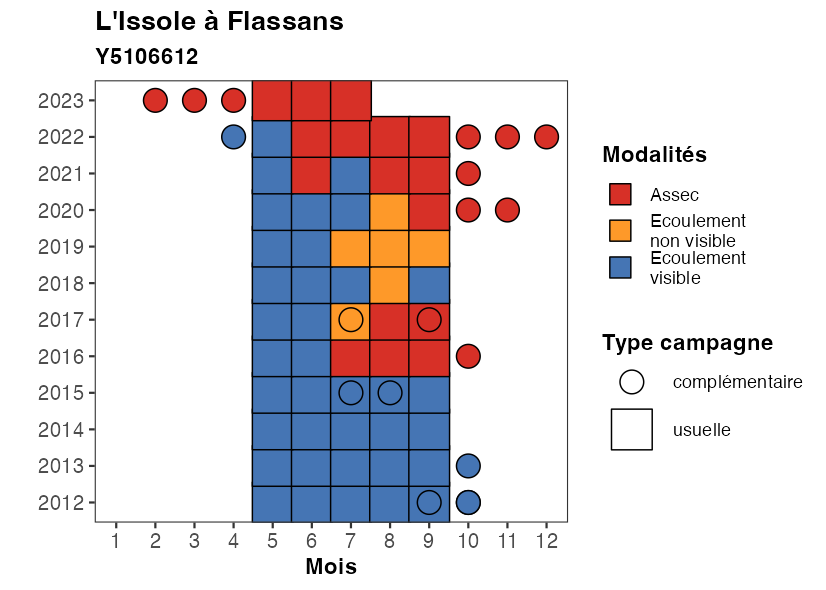 L'Issole à Flassans
Y5106612
2023
2022
2021
2020
2019
2018
2017
2016
2015
2014
2013
2012
1 2 3 4 5 6 7 8 9 10 11 12
Mois
Modalités
Assec
Ecoulement
non visible
Ecoulement
visible
Type campagne
complémentaire
usuelle